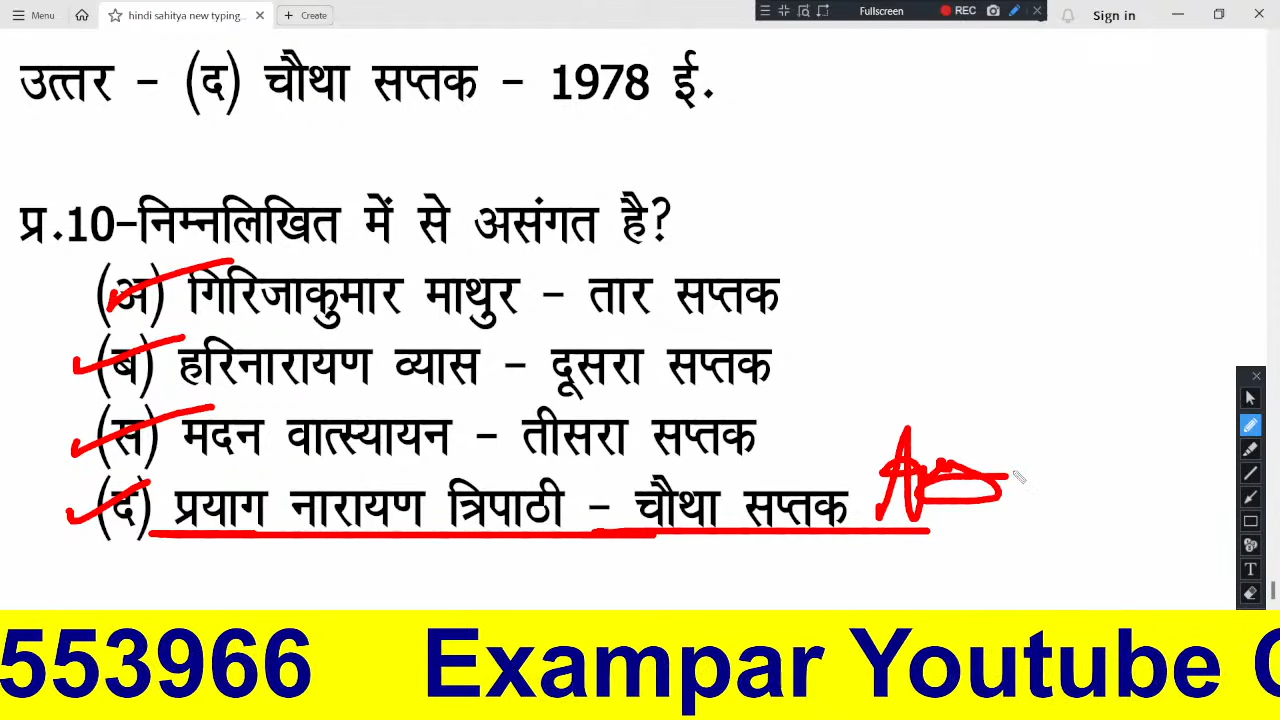 Menu
hindi sahitya new typing...
Create
Fullscreen
REC
Sign in
उत्तर - (द) चौथा सप्तक - 1978 ई.
प्र.10-निम्नलिखित में से असंगत है?
(अ) गिरिजाकुमार माथुर - तार सप्तक
(ब) हरिनारायण व्यास - दूसरा सप्तक
(स) मदन वात्स्यायन - तीसरा सप्तक
(द) प्रयाग नारायण त्रिपाठी - चौथा सप्तक
553966 Exampar Youtube C